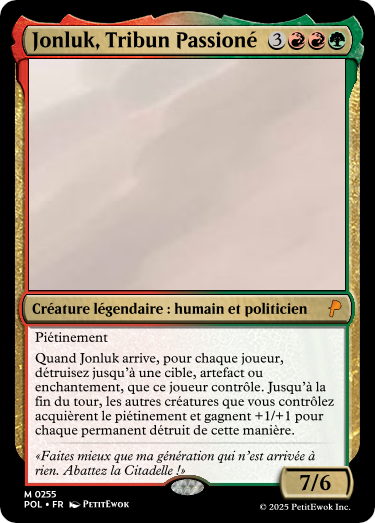 Jonluk, Tribun Passioné 3
Créature légendaire : humain et politicien
Piétinement
Quand Jonluk arrive, pour chaque joueur,
détruisez jusqu'à une cible, artefact ou
enchantement, que ce joueur contrôle. Jusqu'à la
fin du tour, les autres créatures que vous contrôlez
acquièrent le piétinement et gagnent +1/+1 pour
chaque permanent détruit de cette manière.
«Faites mieux que ma génération qui n'est arrivée à
rien. Abattez la Citadelle !»
7/6
M 0255
POL • FR PetitEwok
© 2025 PetitEwok Inc.